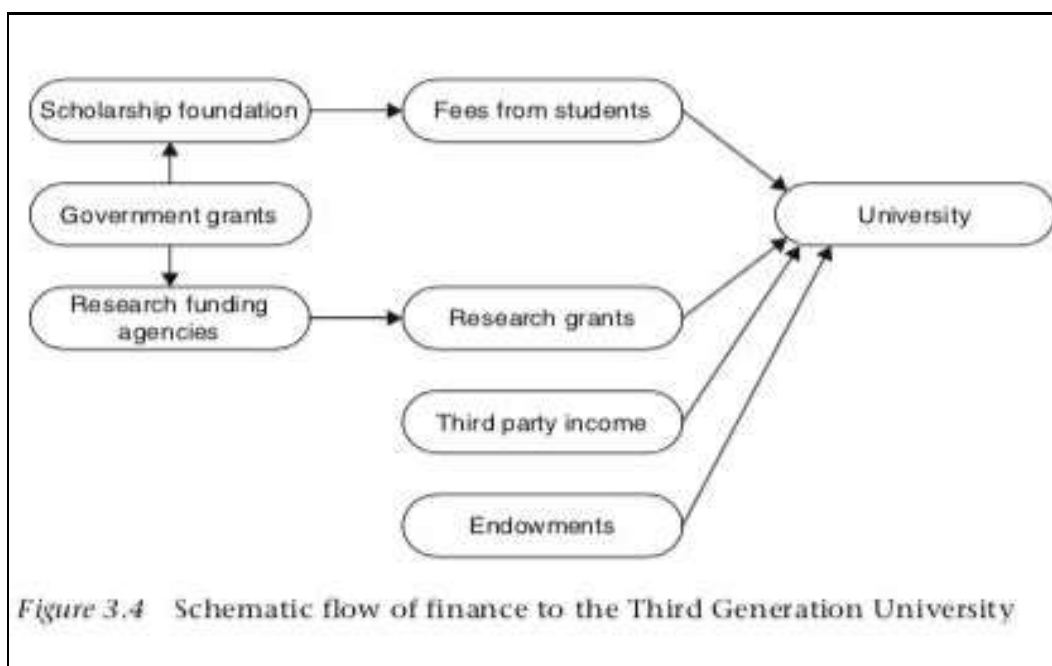 Scholarship foundation
Fees from students
Government grants
University
Research funding
agencies
Research grants
Third party income
Endowments
Figure 3.4 Schematic flow of finance to the Third Generation University